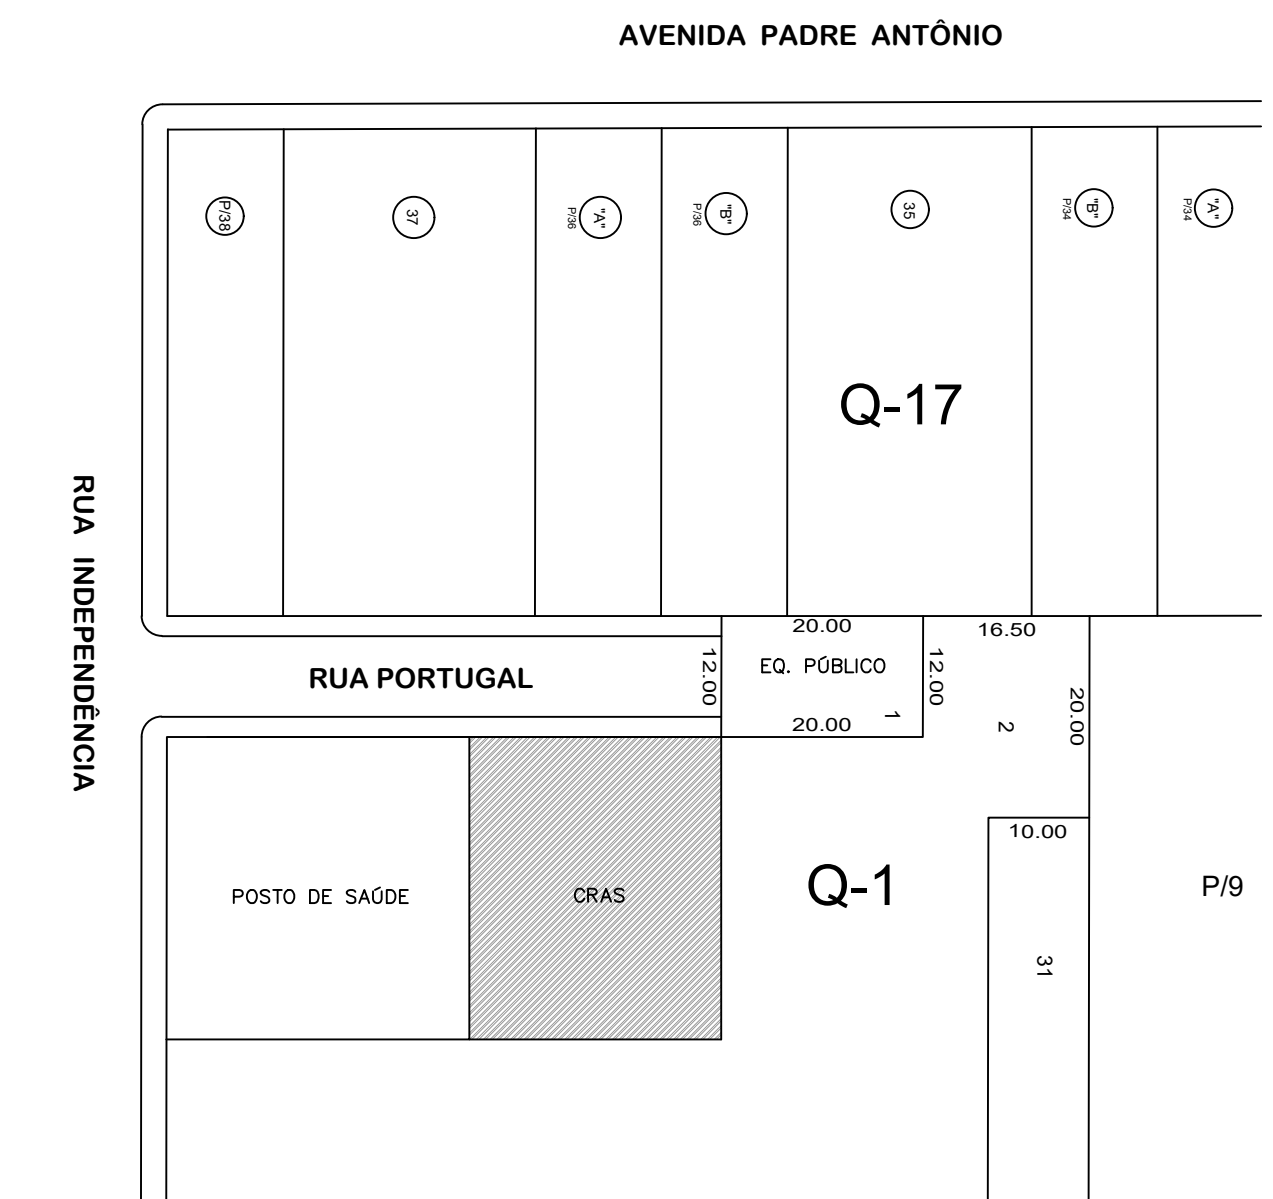 AVENIDA PADRE ANTÔNIO
P/38
37
"A"
P/36
"B"
P/36
35
"B"
P/34
"A"
P/34
Q-17
RUA INDEPENDÊNCIA
RUA PORTUGAL
20.00
12.00
EQ. PÚBLICO
12.00
1
20.00
16.50
2
20.00
10.00
POSTO DE SAÚDE
CRAS
Q-1
31
P/9